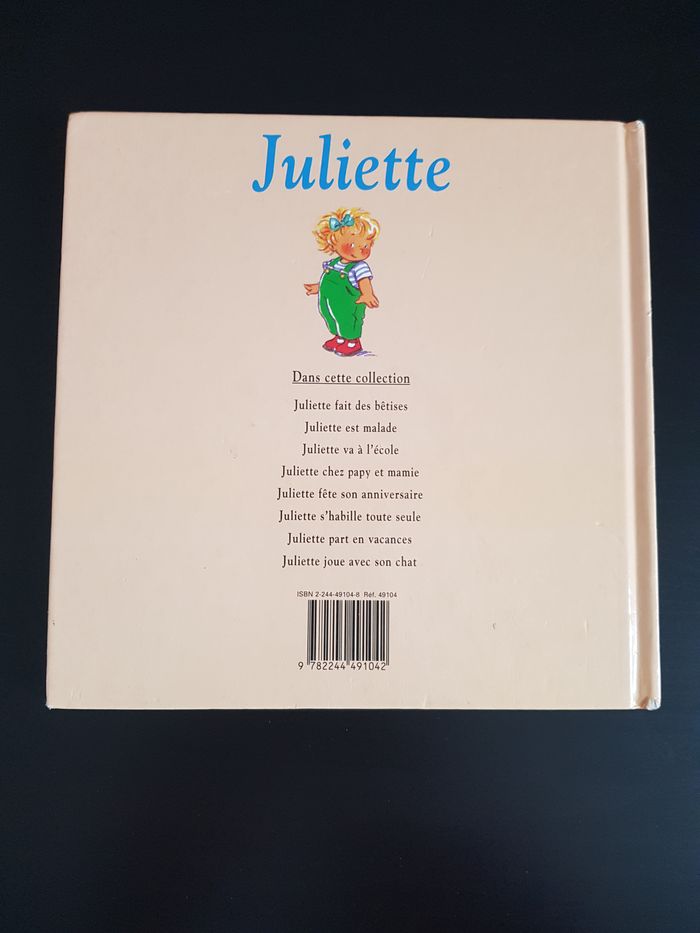 Juliette
Dans cette collection
Juliette fait des bêtises
Juliette est malade
Juliette va à l'école
Juliette chez papy et mamie
Juliette fête son anniversaire
Juliette s'habille toute seule
Juliette part en vacances
Juliette joue avec son chat
ISBN 2-244-49104-8 Réf. 49104
9 782244 491042